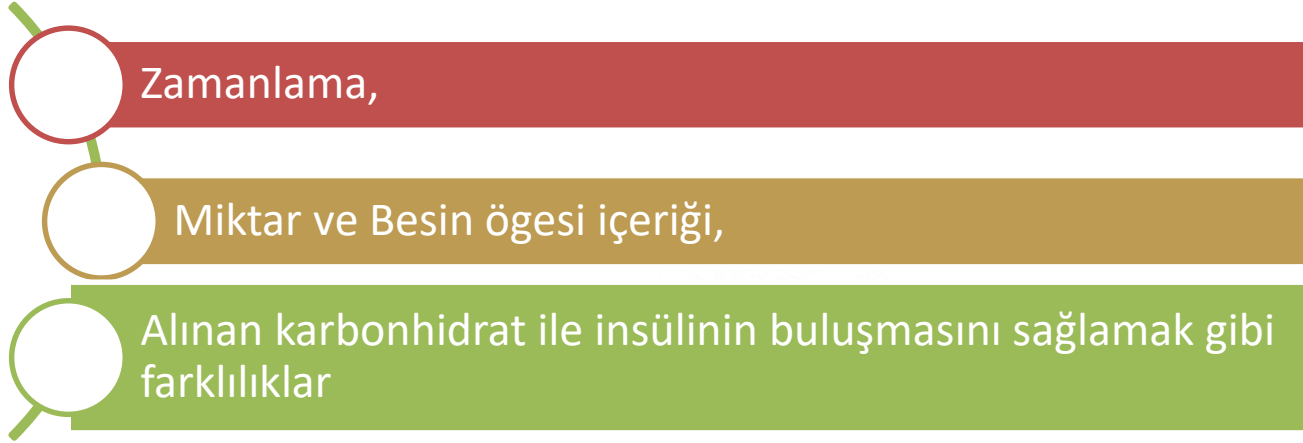 Zamanlama,
Miktar ve Besin ögesi içeriği,
Alınan karbonhidrat ile insülinin buluşmasını sağlamak gibi
farklılıklar